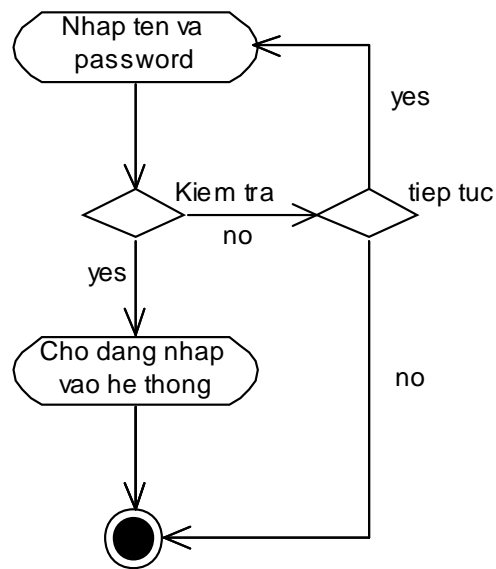 Nhap ten va
password
yes
Kiem tra
tiep tuc
no
yes
Cho dang nhap
vao he thong
no